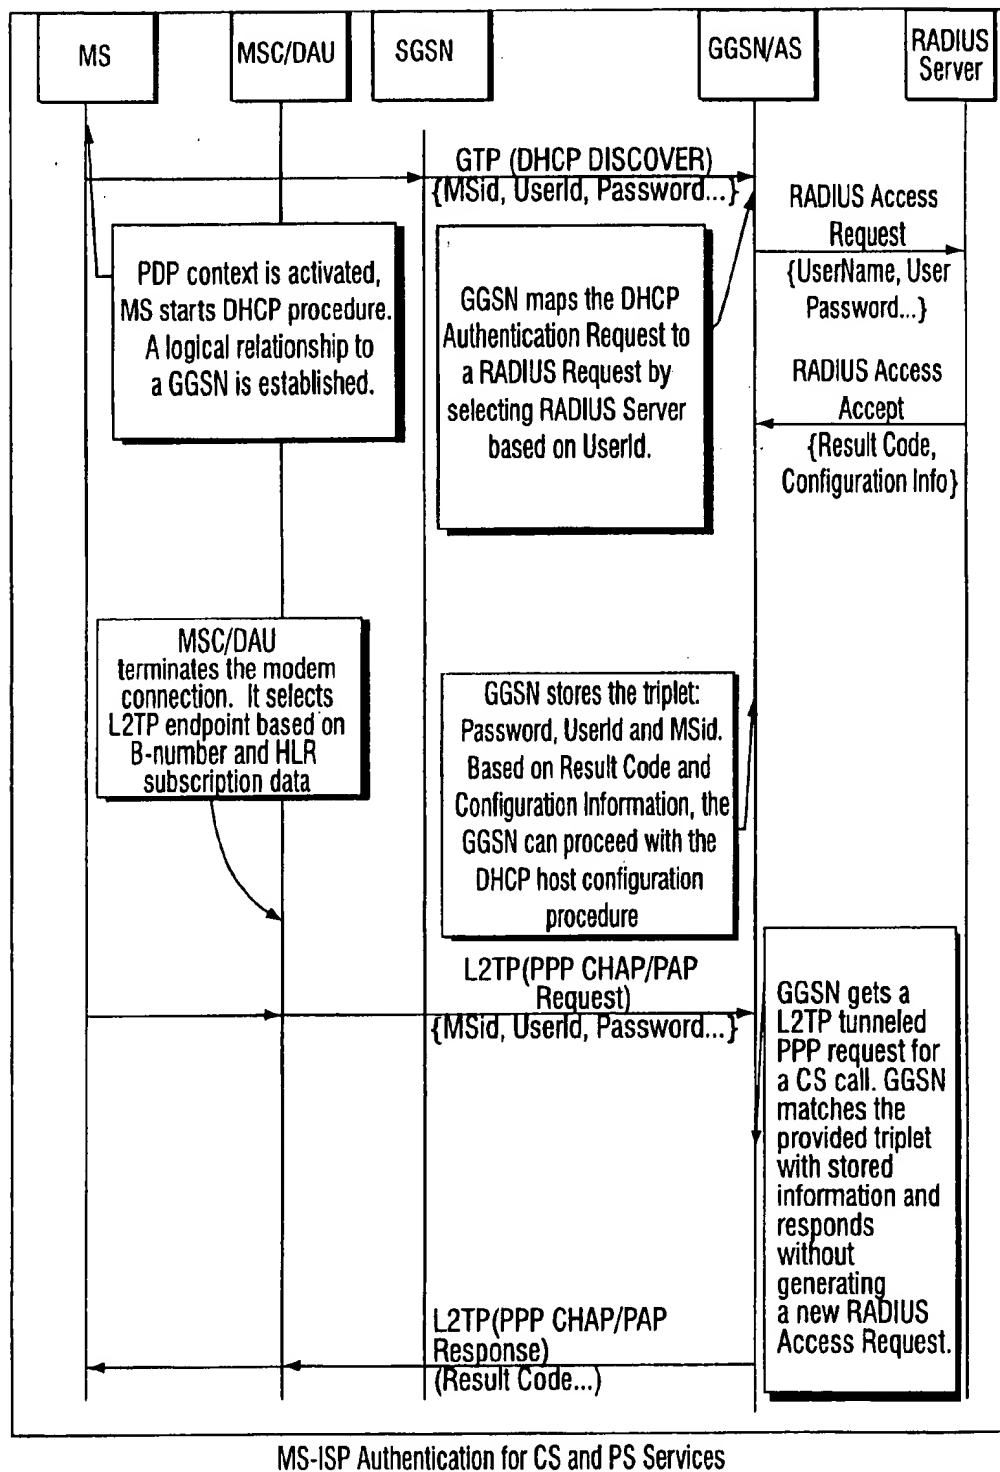 MS
MSC/DAU
SGSN
GGSN/AS
RADIUS
Server
GTP (DHCP DISCOVER)
{MSid, UserId, Password...}
RADIUS Access
Request
{UserName, User
Password...}
PDP context is activated,
MS starts DHCP procedure.
A logical relationship to
a GGSN is established.
GGSN maps the DHCP
Authentication Request to
a RADIUS Request by
selecting RADIUS Server
based on UserId.
RADIUS Access
Accept
{Result Code,
Configuration Info}
MSC/DAU
terminates the modem
connection. It selects
L2TP endpoint based on
B-number and HLR
subscription data
GGSN stores the triplet:
Password, UserId and MSid.
Based on Result Code and
Configuration Information, the
GGSN can proceed with the
DHCP host configuration
procedure
L2TP(PPP CHAP/PAP
Request)
{MSid, UserId, Password...}
GGSN gets a
L2TP tunneled
PPP request for
a CS call. GGSN
matches the
provided triplet
with stored
information and
responds
without
generating
a new RADIUS
Access Request.
L2TP(PPP CHAP/PAP
Response)
(Result Code...)
MS-ISP Authentication for CS and PS Services